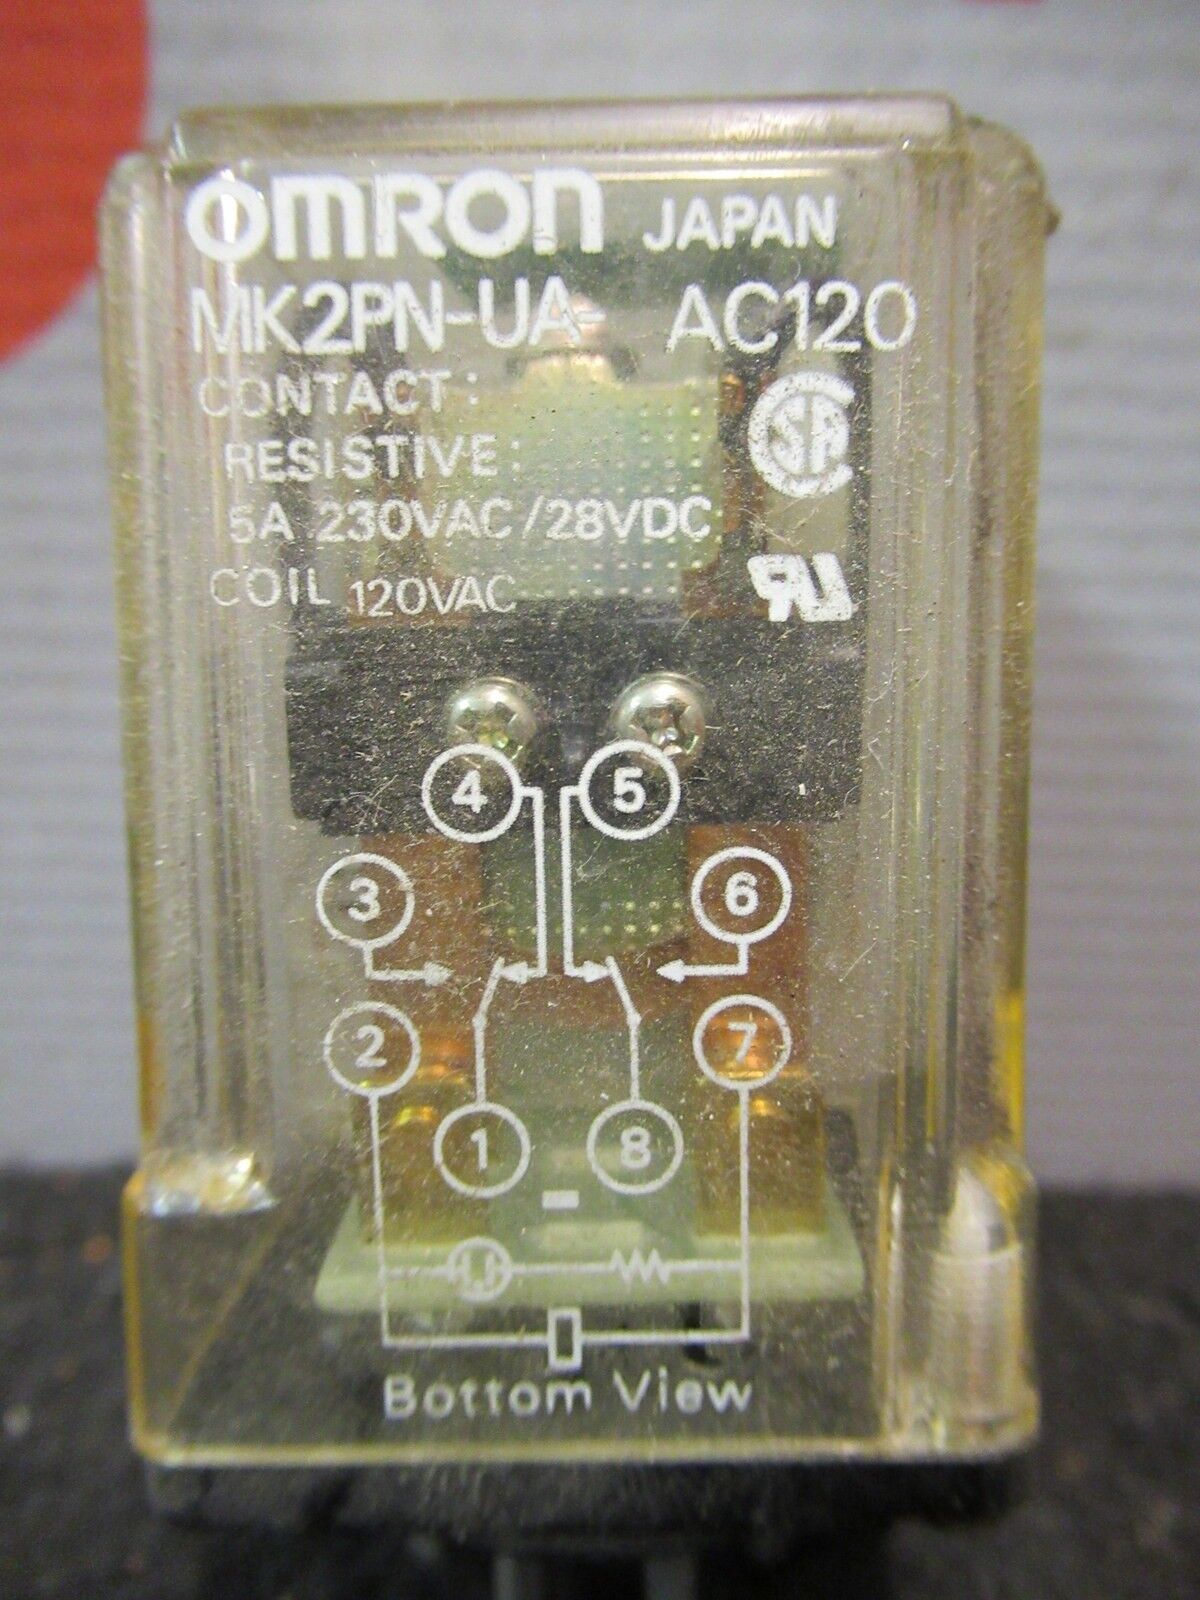 omron JAPAN
MK2PN-UA- AC120
CONTACT:
RESISTIVE:
5A 230VAC/28VDC
COIL 120VAC
4 5
3 6
2 7
1 8
Bottom View